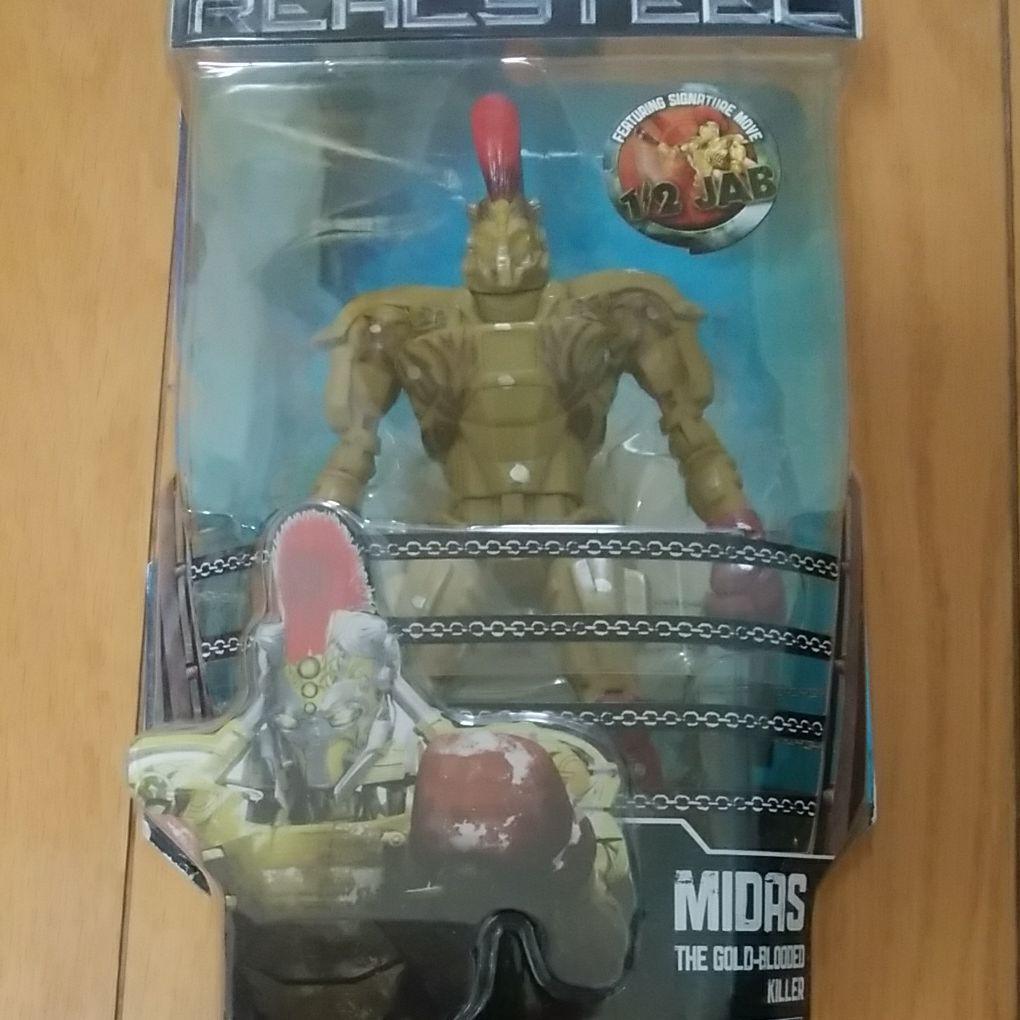 REAL STEEL
FEATURING SIGNATURE MOVE
1/2 JAB
MIDAS
THE GOLD-BLOODED
KILLER